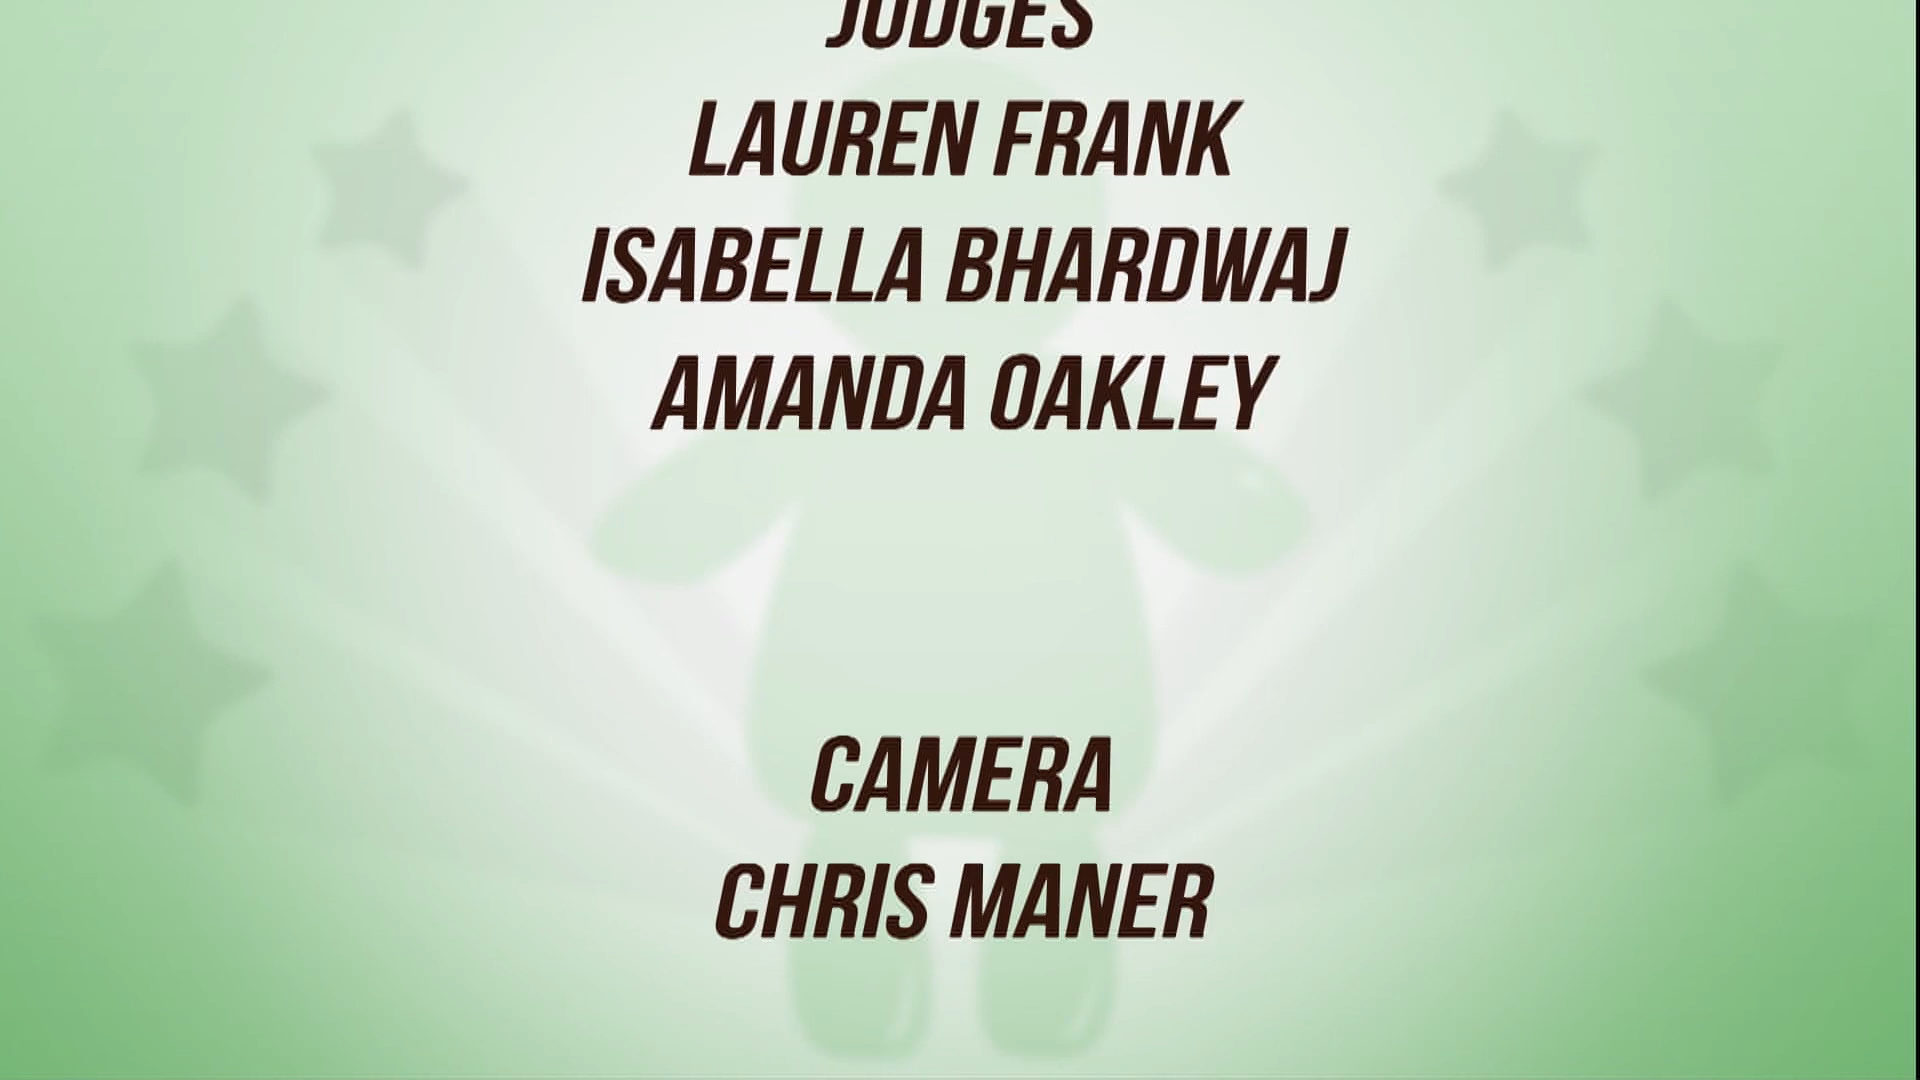 JUDGES
LAUREN FRANK
ISABELLA BHARDWAJ
AMANDA OAKLEY
CAMERA
CHRIS MANER